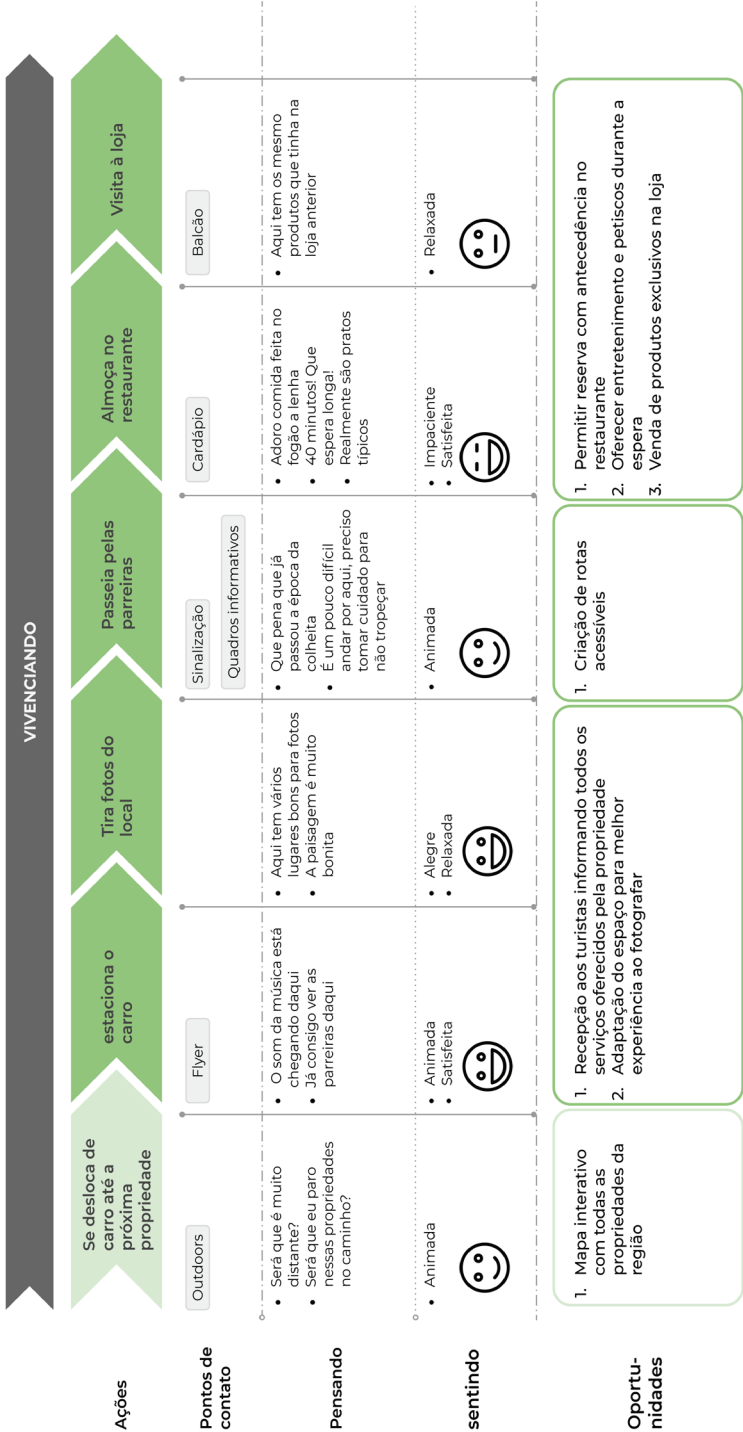 VIVENCIANDO
Ações
Se desloca de
carro até a
próxima
propriedade
estaciona o
carro
Tira fotos do
local
Passeia pelas
parreiras
Almoça no
restaurante
Visita à loja
Pontos de
contato
Outdoors
Flyer
Sinalização
Quadros informativos
Cardápio
Balcão
Pensando
• Será que é muito
distante?
• Será que eu paro
nessas propriedades
no caminho?
• O som da música está
chegando daqui
• Já consigo ver as
parreiras daqui
• Aqui tem vários
lugares bons para fotos
• A paisagem é muito
bonita
• Que pena que já
passou a época da
colheita
• É um pouco difícil
andar por aqui, preciso
tomar cuidado para
não tropeçar
• Adoro comida feita no
fogão a lenha
• 40 minutos! Que
espera longa!
• Realmente são pratos
típicos
• Aqui tem os mesmo
produtos que tinha na
loja anterior
sentindo
• Animada
• Animada
• Satisfeita
• Alegre
• Relaxada
• Animada
• Impaciente
• Satisfeita
• Relaxada
Oportu-
nidades
1. Mapa interativo
com todas as
propriedades da
região
1. Recepção aos turistas informando todos os
serviços oferecidos pela propriedade
2. Adaptação do espaço para melhor
experiência ao fotografar
1. Criação de rotas
acessíveis
1. Permitir reserva com antecedência no
restaurante
2. Oferecer entretenimento e petiscos durante a
espera
3. Venda de produtos exclusivos na loja